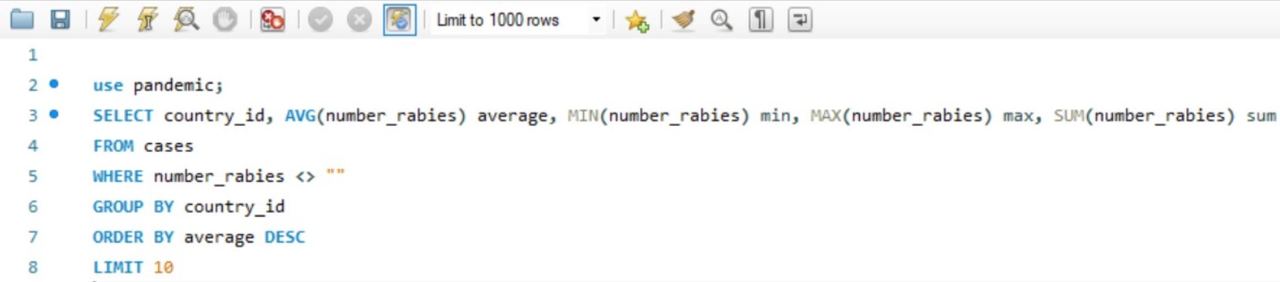 Limit to 1000 rows
1
2 use pandemic;
3 SELECT country_id, AVG(number_rabies) average, MIN(number_rabies) min, MAX(number_rabies) max, SUM(number_rabies) sum
4 FROM cases
5 WHERE number_rabies <> ""
6 GROUP BY country_id
7 ORDER BY average DESC
8 LIMIT 10